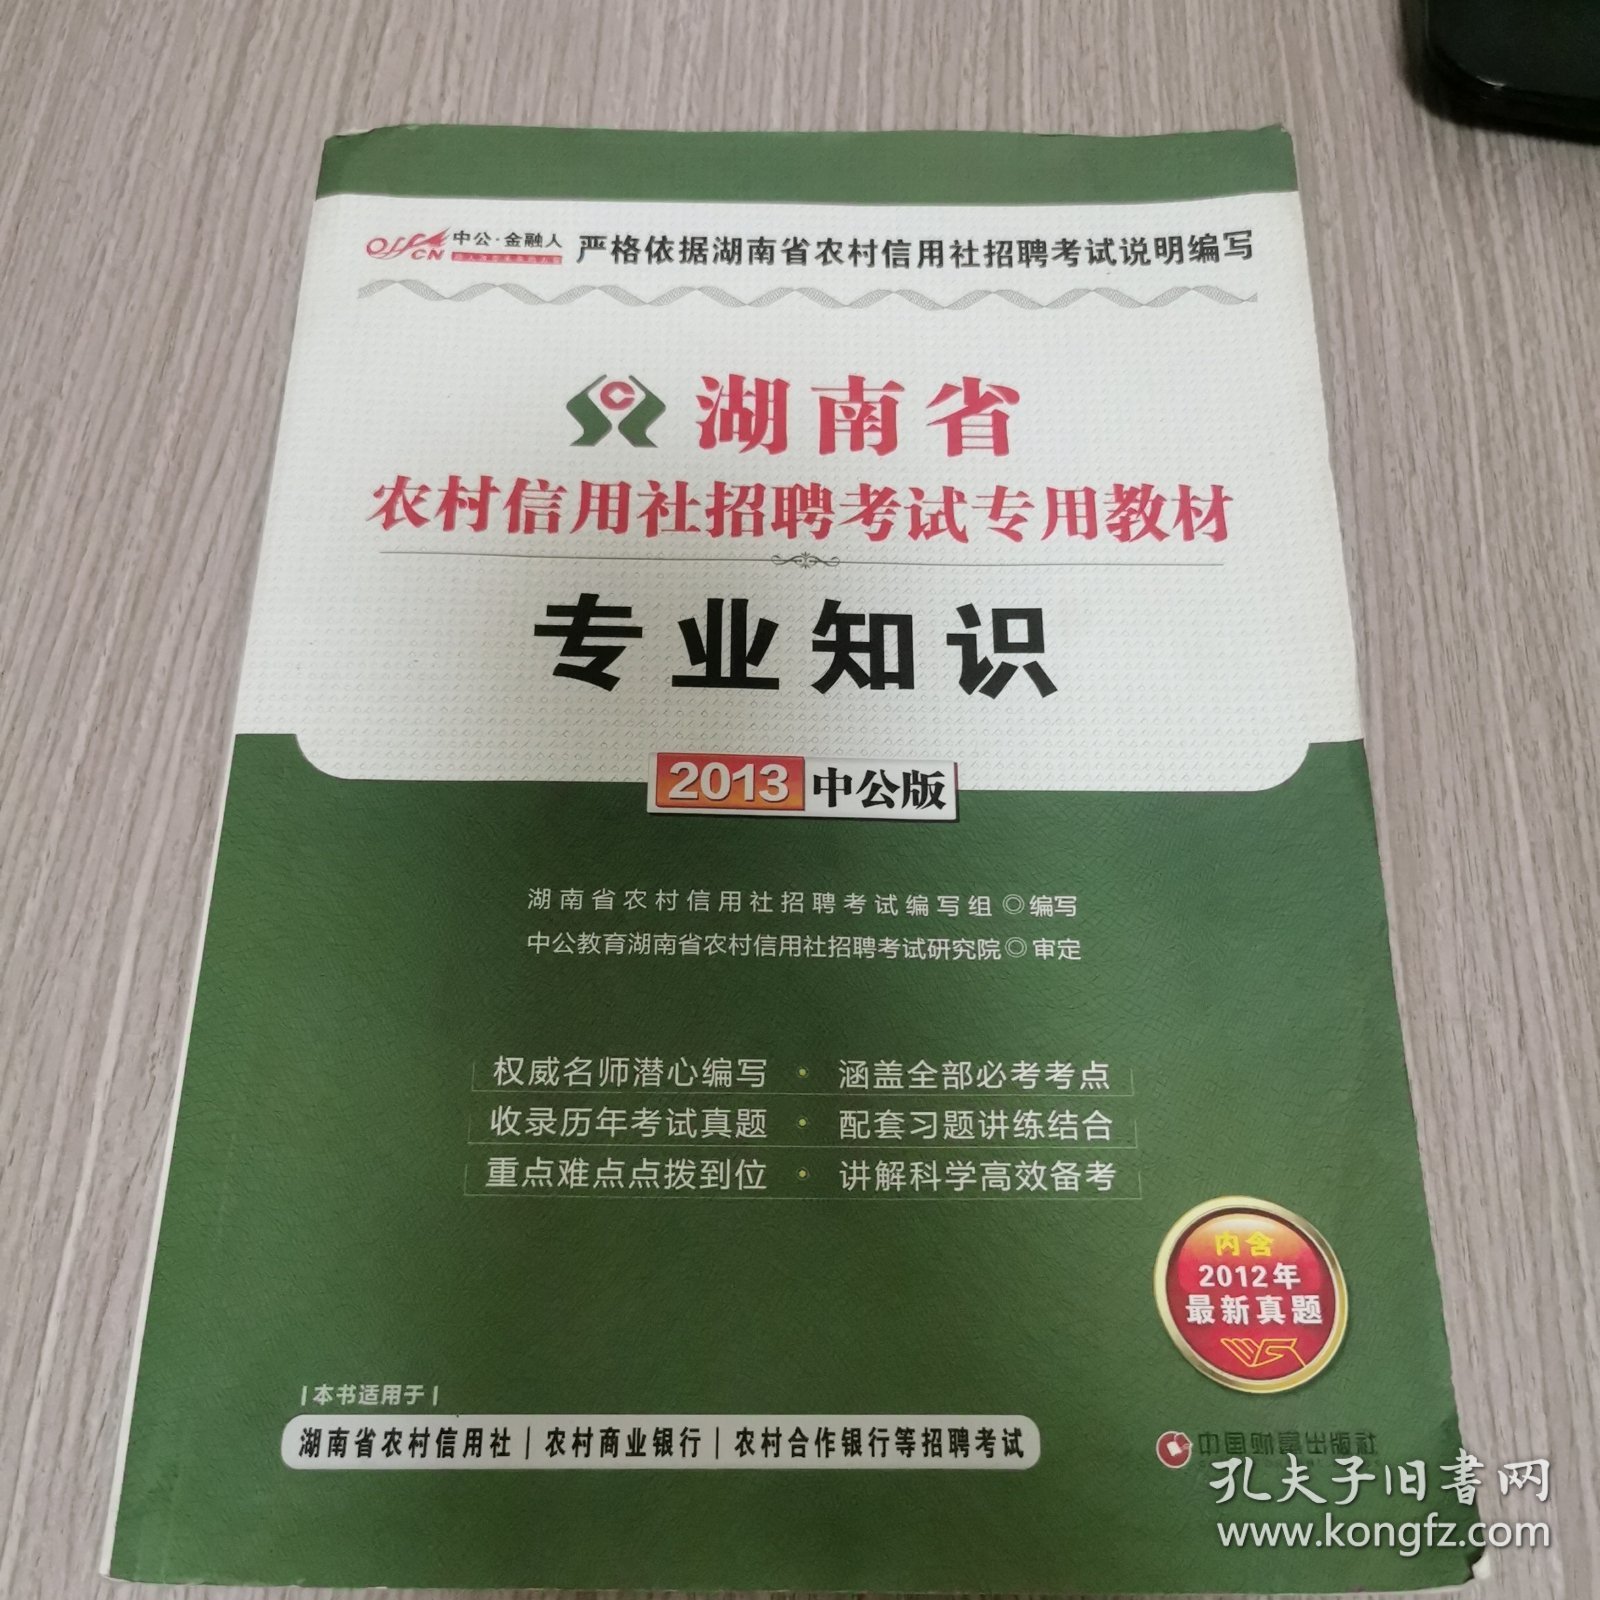 OFFCN 中公·金融人 严格依据湖南省农村信用社招聘考试说明编写
湖南省
农村信用社招聘考试专用教材
专业知识
2013 中公版
湖南省农村信用社招聘考试编写组◎编写
中公教育湖南省农村信用社招聘考试研究院◎审定
权威名师潜心编写 · 涵盖全部必考考点
收录历年考试真题 · 配套习题讲练结合
重点难点点拨到位 · 讲解科学高效备考
内含
2012年
最新真题
|本书适用于|
湖南省农村信用社|农村商业银行|农村合作银行等招聘考试
中国财富出版社
孔夫子旧书网
www.kongfz.com